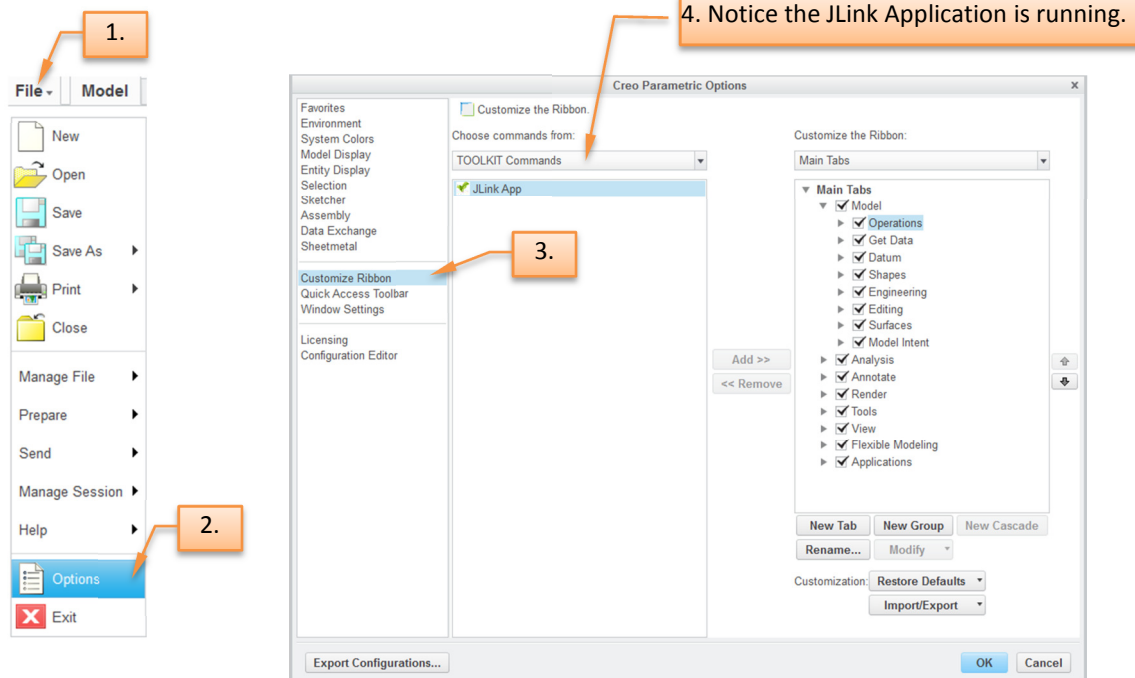 1.
4. Notice the JLink Application is running.
File
Model
New
Open
Save
Save As
Print
Close
Manage File
Prepare
Send
Manage Session
Help
Options
Exit
2.
Creo Parametric Options
x
Favorites
Environment
System Colors
Model Display
Entity Display
Selection
Sketcher
Assembly
Data Exchange
Sheetmetal
Customize Ribbon
Quick Access Toolbar
Window Settings
Licensing
Configuration Editor
3.
Customize the Ribbon.
Choose commands from:
TOOLKIT Commands
JLink App
Add >>
<< Remove
Customize the Ribbon:
Main Tabs
Main Tabs
Model
Operations
Get Data
Datum
Shapes
Engineering
Editing
Surfaces
Model Intent
Analysis
Annotate
Render
Tools
View
Flexible Modeling
Applications
New Tab New Group New Cascade
Rename... Modify
Customization: Restore Defaults
Import/Export
Export Configurations...
OK Cancel